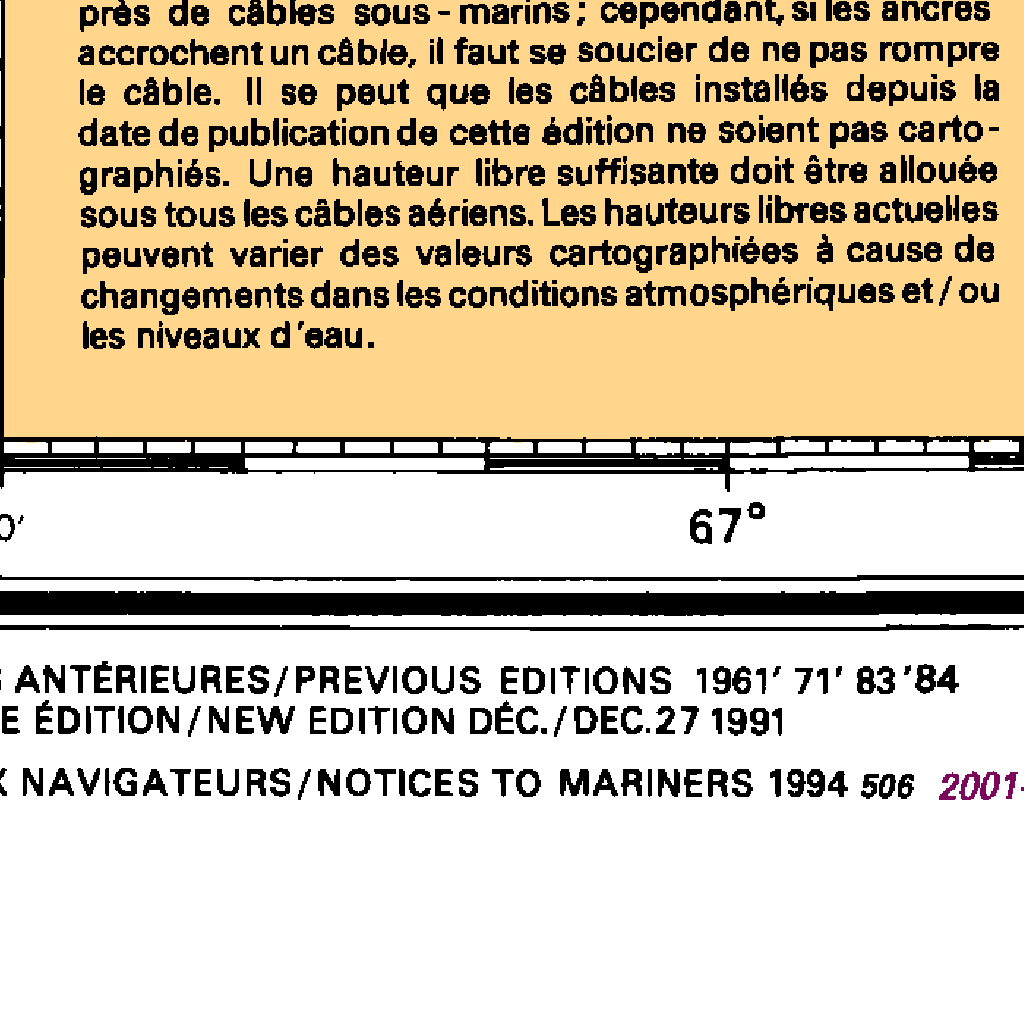 près de câbles sous-marins; cependant, si les ancres
accrochent un câble, il faut se soucier de ne pas rompre
le câble. Il se peut que les câbles installés depuis la
date de publication de cette édition ne soient pas carto-
graphiés. Une hauteur libre suffisante doit être allouée
sous tous les câbles aériens. Les hauteurs libres actuelles
peuvent varier des valeurs cartographiées à cause de
changements dans les conditions atmosphériques et/ou
les niveaux d'eau.
0′
67°
ANTÉRIEURES/PREVIOUS EDITIONS 1961' 71' 83 '84
E ÉDITION/NEW EDITION DÉC./DEC.27 1991
X NAVIGATEURS/NOTICES TO MARINERS 1994 506 2001-